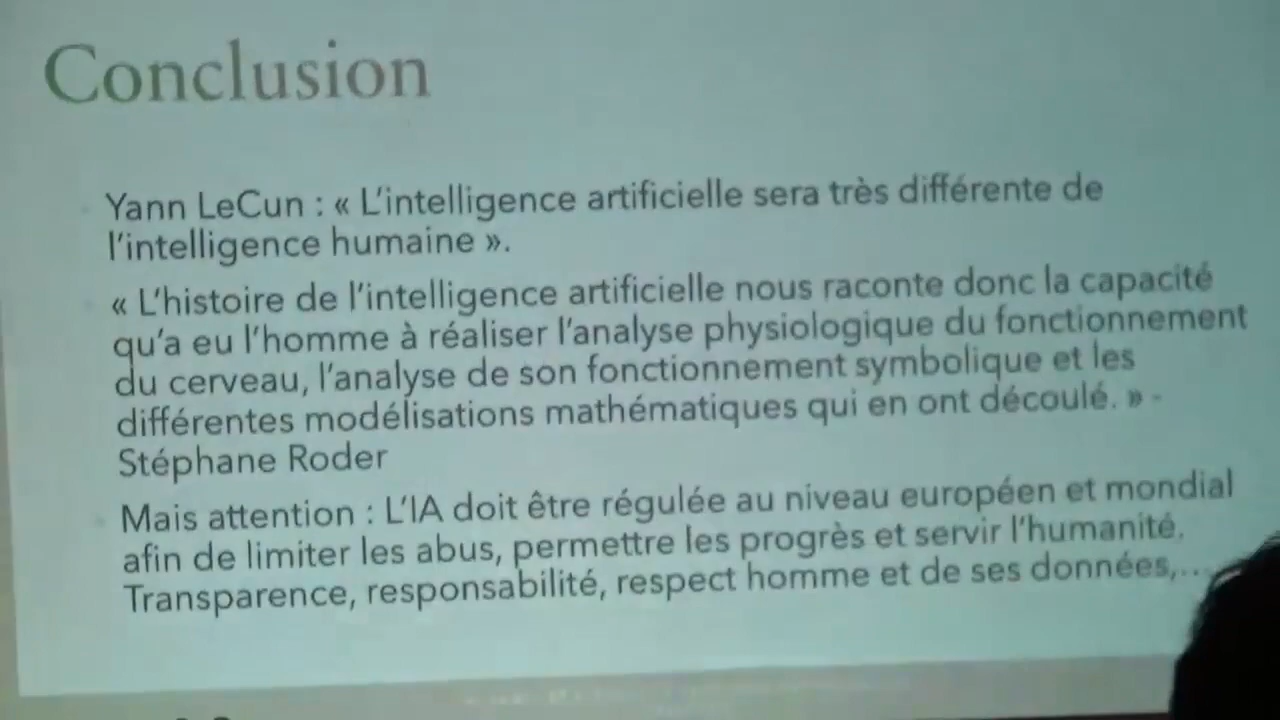 Conclusion
Yann LeCun : « L'intelligence artificielle sera très différente de
l'intelligence humaine ».
« L'histoire de l'intelligence artificielle nous raconte donc la capacité
qu'a eu l'homme à réaliser l'analyse physiologique du fonctionnement
du cerveau, l'analyse de son fonctionnement symbolique et les
différentes modélisations mathématiques qui en ont découlé. » -
Stéphane Roder
Mais attention : L'IA doit être régulée au niveau européen et mondial
afin de limiter les abus, permettre les progrès et servir l'humanité.
Transparence, responsabilité, respect homme et de ses données,...